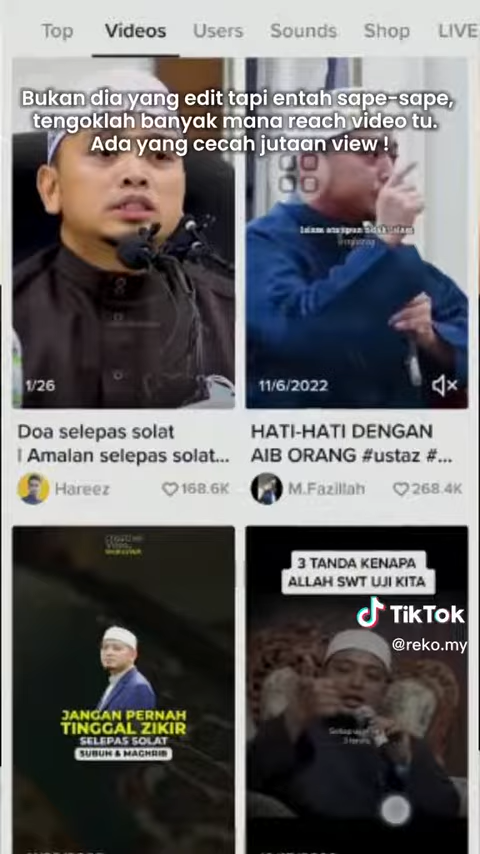 Top Videos Users Sounds Shop LIVE
Bukan dia yang edit tapi entah sape-sape,
tengoklah banyak mana reach video tu.
Ada yang cecah jutaan view !
1/26
11/6/2022
Doa selepas solat
| Amalan selepas solat...
Hareez 168.6K
HATI-HATI DENGAN
AIB ORANG #ustaz #...
M.Fazillah 268.4K
JANGAN PERNAH
TINGGAL ZIKIR
SELEPAS SOLAT
SUBUH & MAGHRIB
3 TANDA KENAPA
ALLAH SWT UJI KITA
TikTok
@reko.my